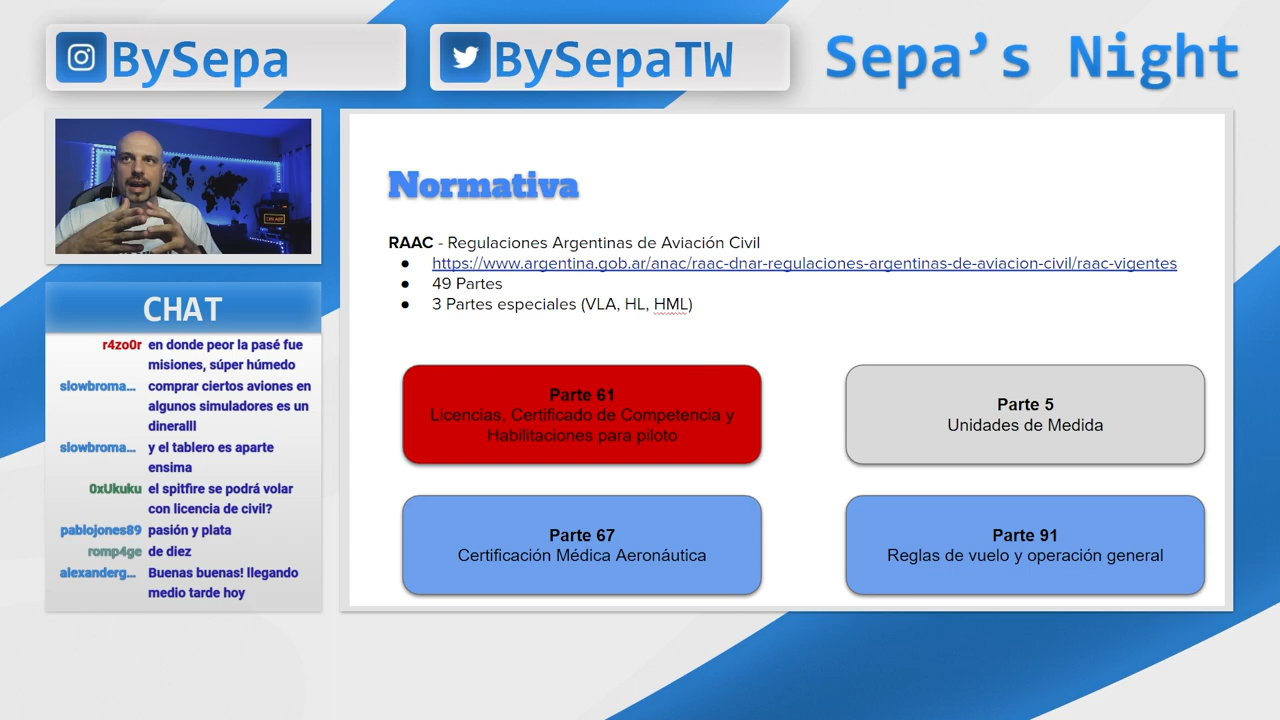 BySepa
BySepaTW
Sepa’s Night
ON AIR
CHAT
r4zo0r en donde peor la pasé fue
misiones, súper húmedo
slowbroma... comprar ciertos aviones en
algunos simuladores es un
dineralll
slowbroma... y el tablero es aparte
ensima
0xUkuku el spitfire se podrá volar
con licencia de civil?
pablojones89 pasión y plata
romp4ge de diez
alexanderg... Buenas buenas! llegando
medio tarde hoy
Normativa
RAAC - Regulaciones Argentinas de Aviación Civil
● https://www.argentina.gob.ar/anac/raac-dnar-regulaciones-argentinas-de-aviacion-civil/raac-vigentes
● 49 Partes
● 3 Partes especiales (VLA, HL, HML)
Parte 61
Licencias, Certificado de Competencia y
Habilitaciones para piloto
Parte 5
Unidades de Medida
Parte 67
Certificación Médica Aeronáutica
Parte 91
Reglas de vuelo y operación general